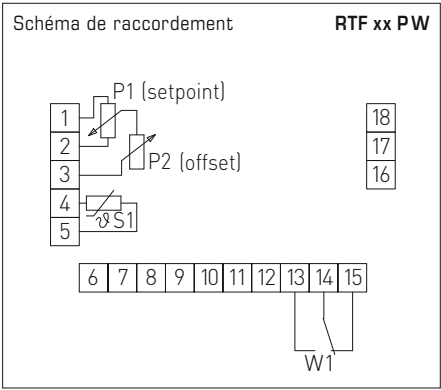 Schéma de raccordement RTF xx PW
P1 (setpoint)
1
2
3
4
5
P2 (offset)
ϑ S1
18
17
16
6 7 8 9 10 11 12 13 14 15
W1